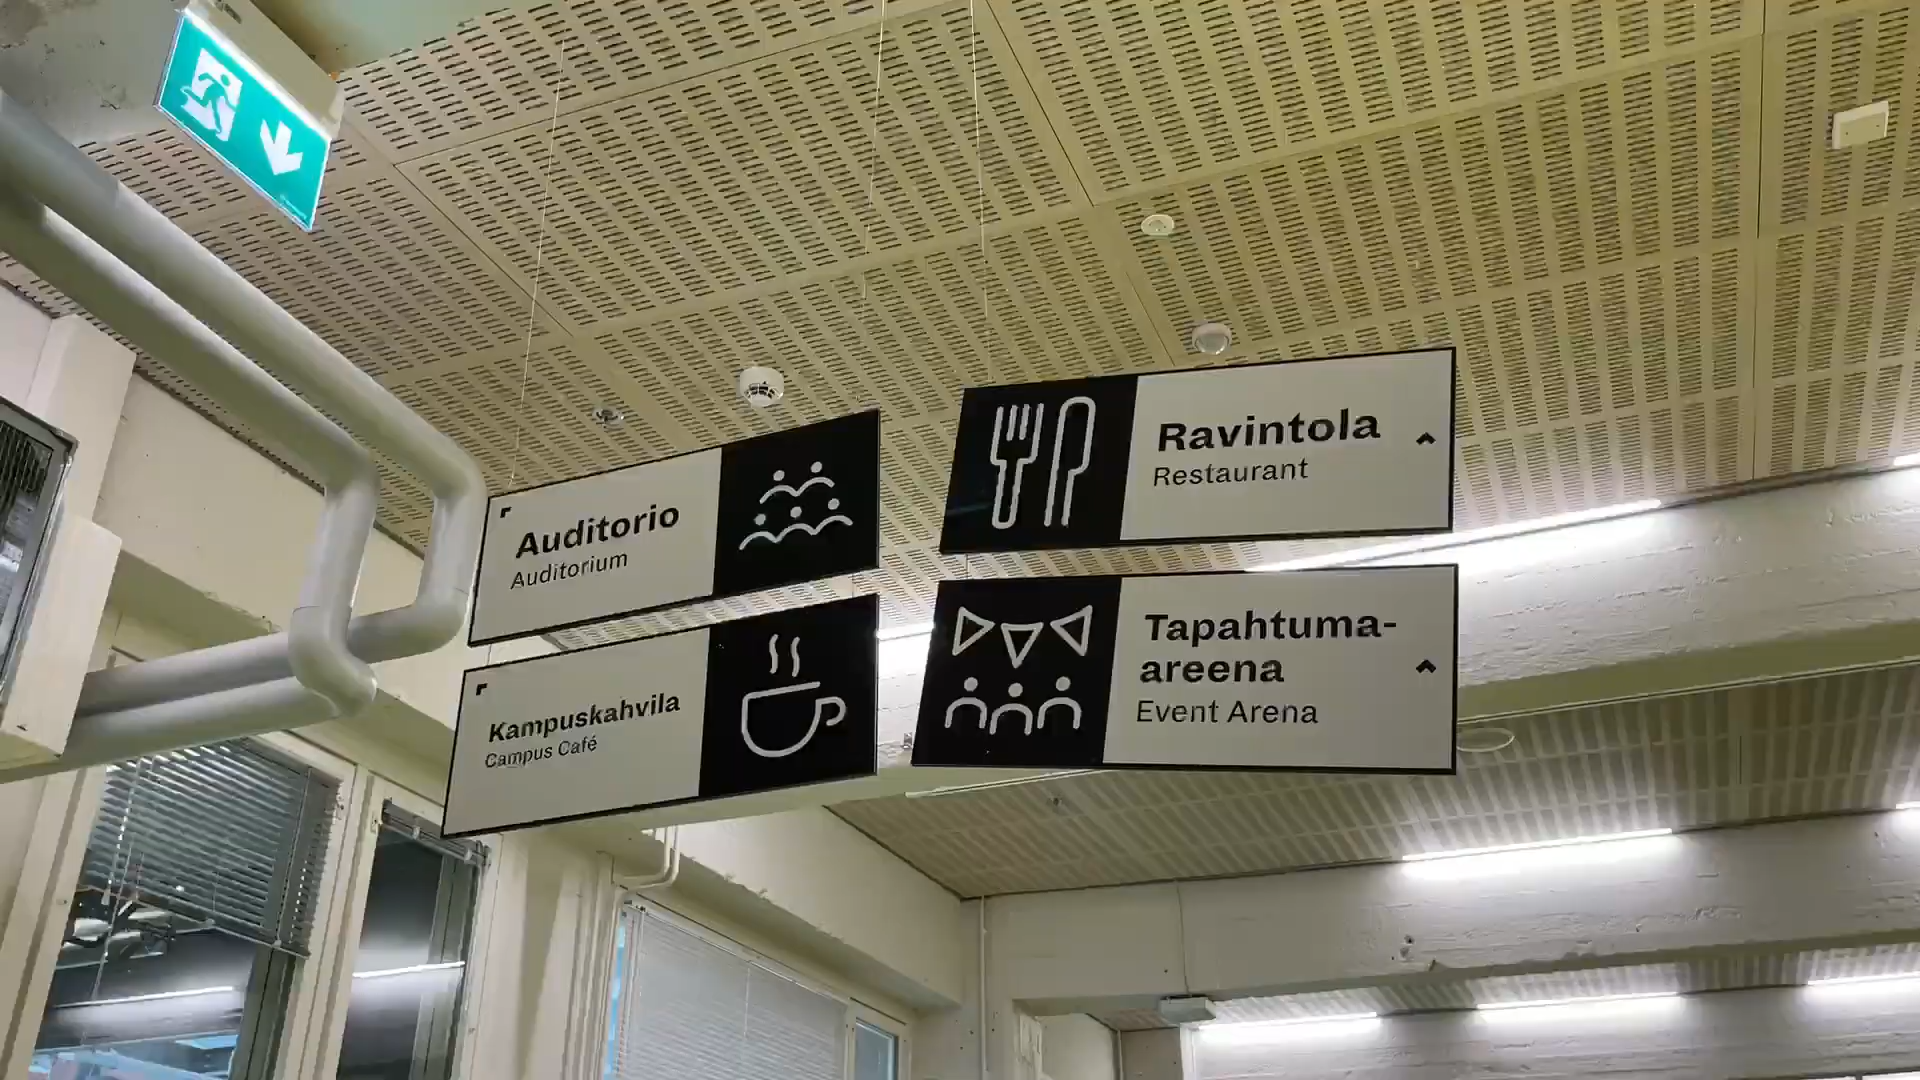 Auditorio
Auditorium
Kampuskahvila
Campus Café
Ravintola
Restaurant
Tapahtuma-
areena
Event Arena